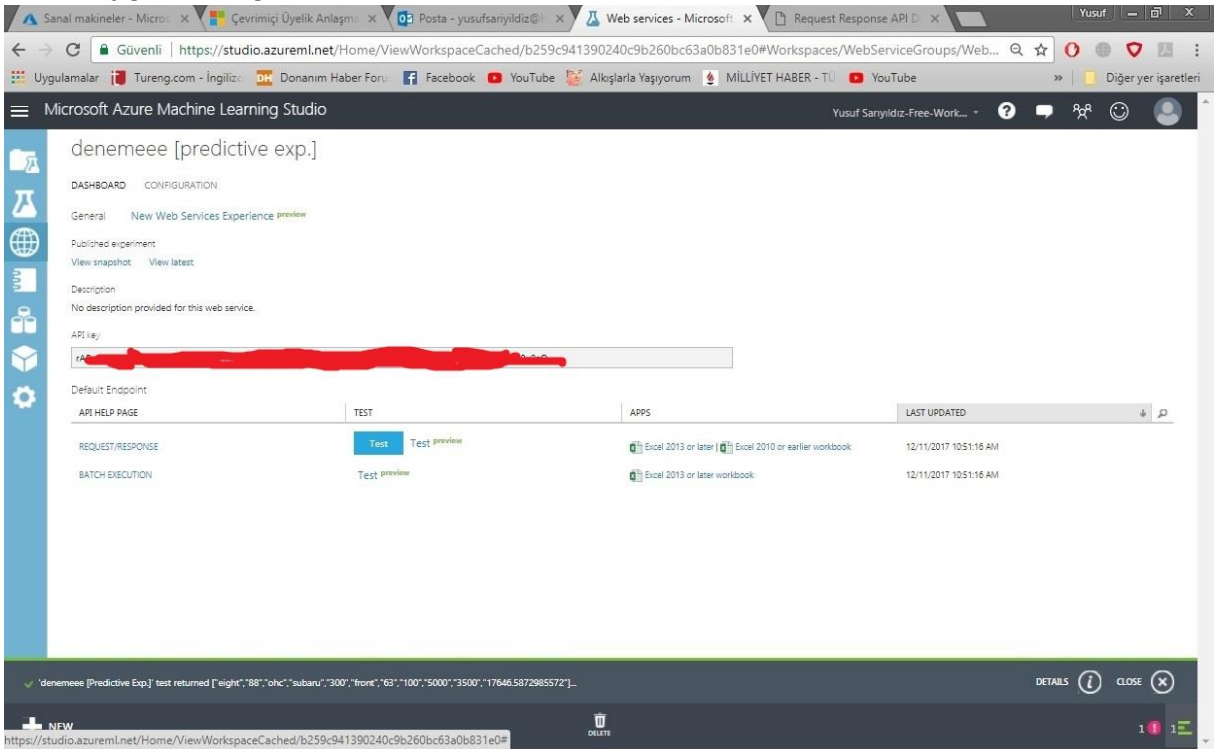 Sanal makineler - Micros
Çevrimiçi Üyelik Anlaşm
Posta - yusufsariyildiz@h
Web services - Microsoft
Request Response API D
Yusuf
Güvenli | https://studio.azureml.net/Home/ViewWorkspaceCached/b259c941390240c9b260bc63a0b831e0#Workspaces/WebServiceGroups/Web...
Uygulamalar Tureng.com - İngilizc Donanım Haber Foru Facebook YouTube Alkışlarla Yaşıyorum MİLLİYET HABER - TÜ YouTube » Diğer yer işaretleri
Microsoft Azure Machine Learning Studio
Yusuf Sarıyıldız-Free-Work...
denemeee [predictive exp.]
DASHBOARD CONFIGURATION
General New Web Services Experience preview
Published experiment
View snapshot View latest
Description
No description provided for this web service.
API key
Default Endpoint
API HELP PAGE TEST APPS LAST UPDATED
REQUEST/RESPONSE Test Test preview Excel 2013 or later | Excel 2010 or earlier workbook 12/11/2017 10:51:16 AM
BATCH EXECUTION Test preview Excel 2013 or later workbook 12/11/2017 10:51:16 AM
'denemeee [Predictive Exp.]' test returned ["eight","88","ohc","subaru","300","front","63","100","5000","3500","17646.5872985572"]...
DETAILS CLOSE
NEW
DELETE
1 1
https://studio.azureml.net/Home/ViewWorkspaceCached/b259c941390240c9b260bc63a0b831e0#